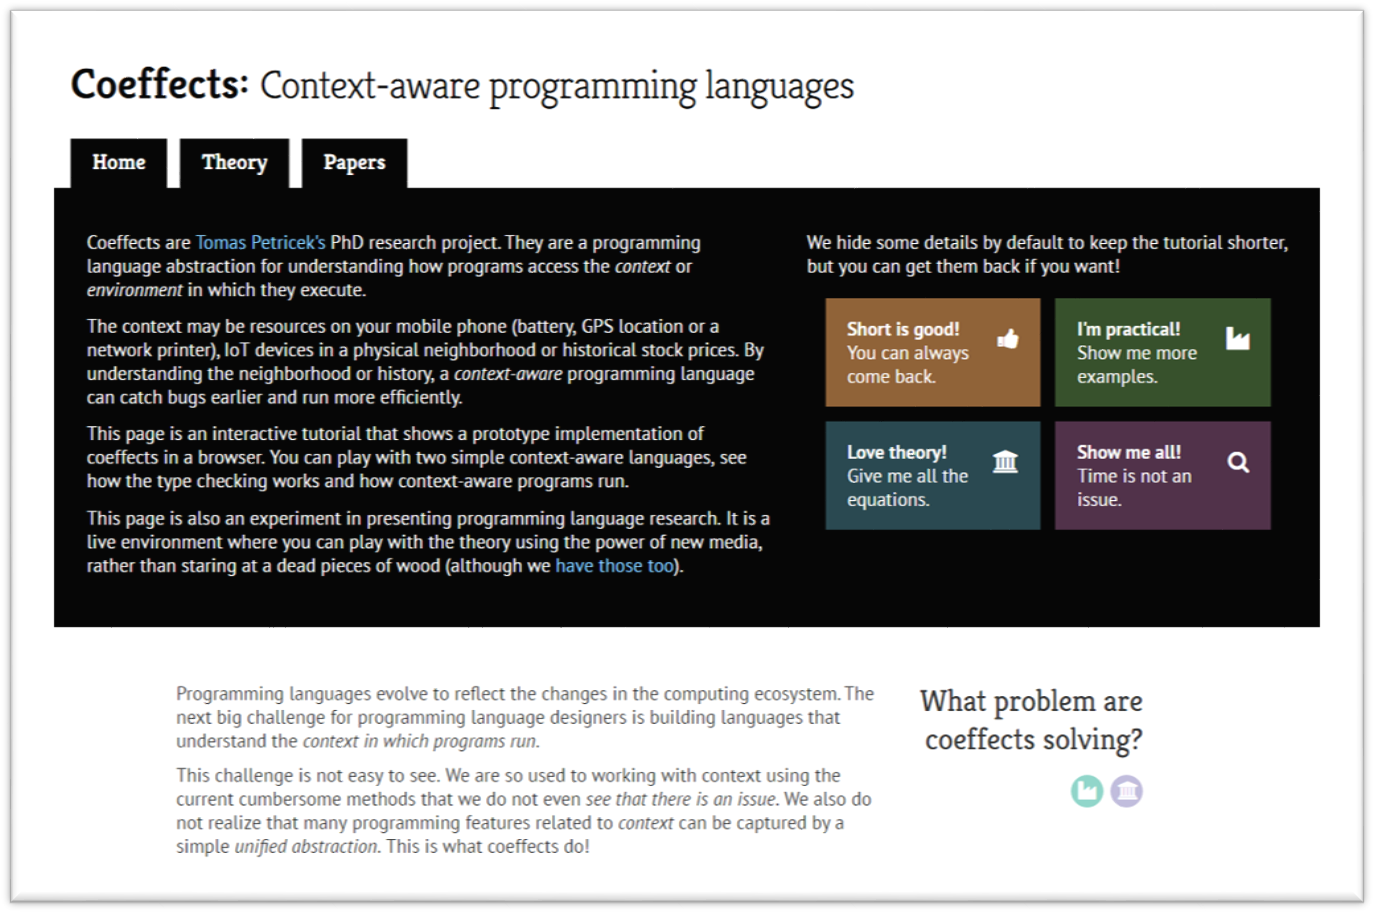 Coeffects: Context-aware programming languages
Home Theory Papers
Coeffects are Tomas Petricek's PhD research project. They are a programming
language abstraction for understanding how programs access the context or
environment in which they execute.
The context may be resources on your mobile phone (battery, GPS location or a
network printer), IoT devices in a physical neighborhood or historical stock prices. By
understanding the neighborhood or history, a context-aware programming language
can catch bugs earlier and run more efficiently.
This page is an interactive tutorial that shows a prototype implementation of
coeffects in a browser. You can play with two simple context-aware languages, see
how the type checking works and how context-aware programs run.
This page is also an experiment in presenting programming language research. It is a
live environment where you can play with the theory using the power of new media,
rather than staring at a dead pieces of wood (although we have those too).
We hide some details by default to keep the tutorial shorter,
but you can get them back if you want!
Short is good!
You can always
come back.
I'm practical!
Show me more
examples.
Love theory!
Give me all the
equations.
Show me all!
Time is not an
issue.
Programming languages evolve to reflect the changes in the computing ecosystem. The
next big challenge for programming language designers is building languages that
understand the context in which programs run.
This challenge is not easy to see. We are so used to working with context using the
current cumbersome methods that we do not even see that there is an issue. We also do
not realize that many programming features related to context can be captured by a
simple unified abstraction. This is what coeffects do!
What problem are
coeffects solving?